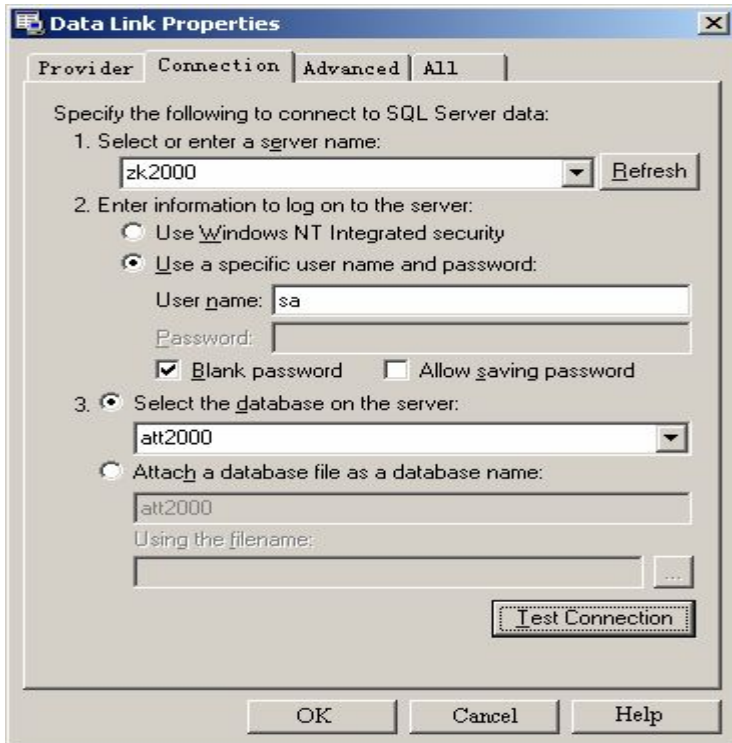 Data Link Properties
Provider Connection Advanced All
Specify the following to connect to SQL Server data:
1. Select or enter a server name:
zk2000 Refresh
2. Enter information to log on to the server:
Use Windows NT Integrated security
Use a specific user name and password:
User name: sa
Password:
Blank password Allow saving password
3. Select the database on the server:
att2000
Attach a database file as a database name:
att2000
Using the filename:
...
Test Connection
OK Cancel Help